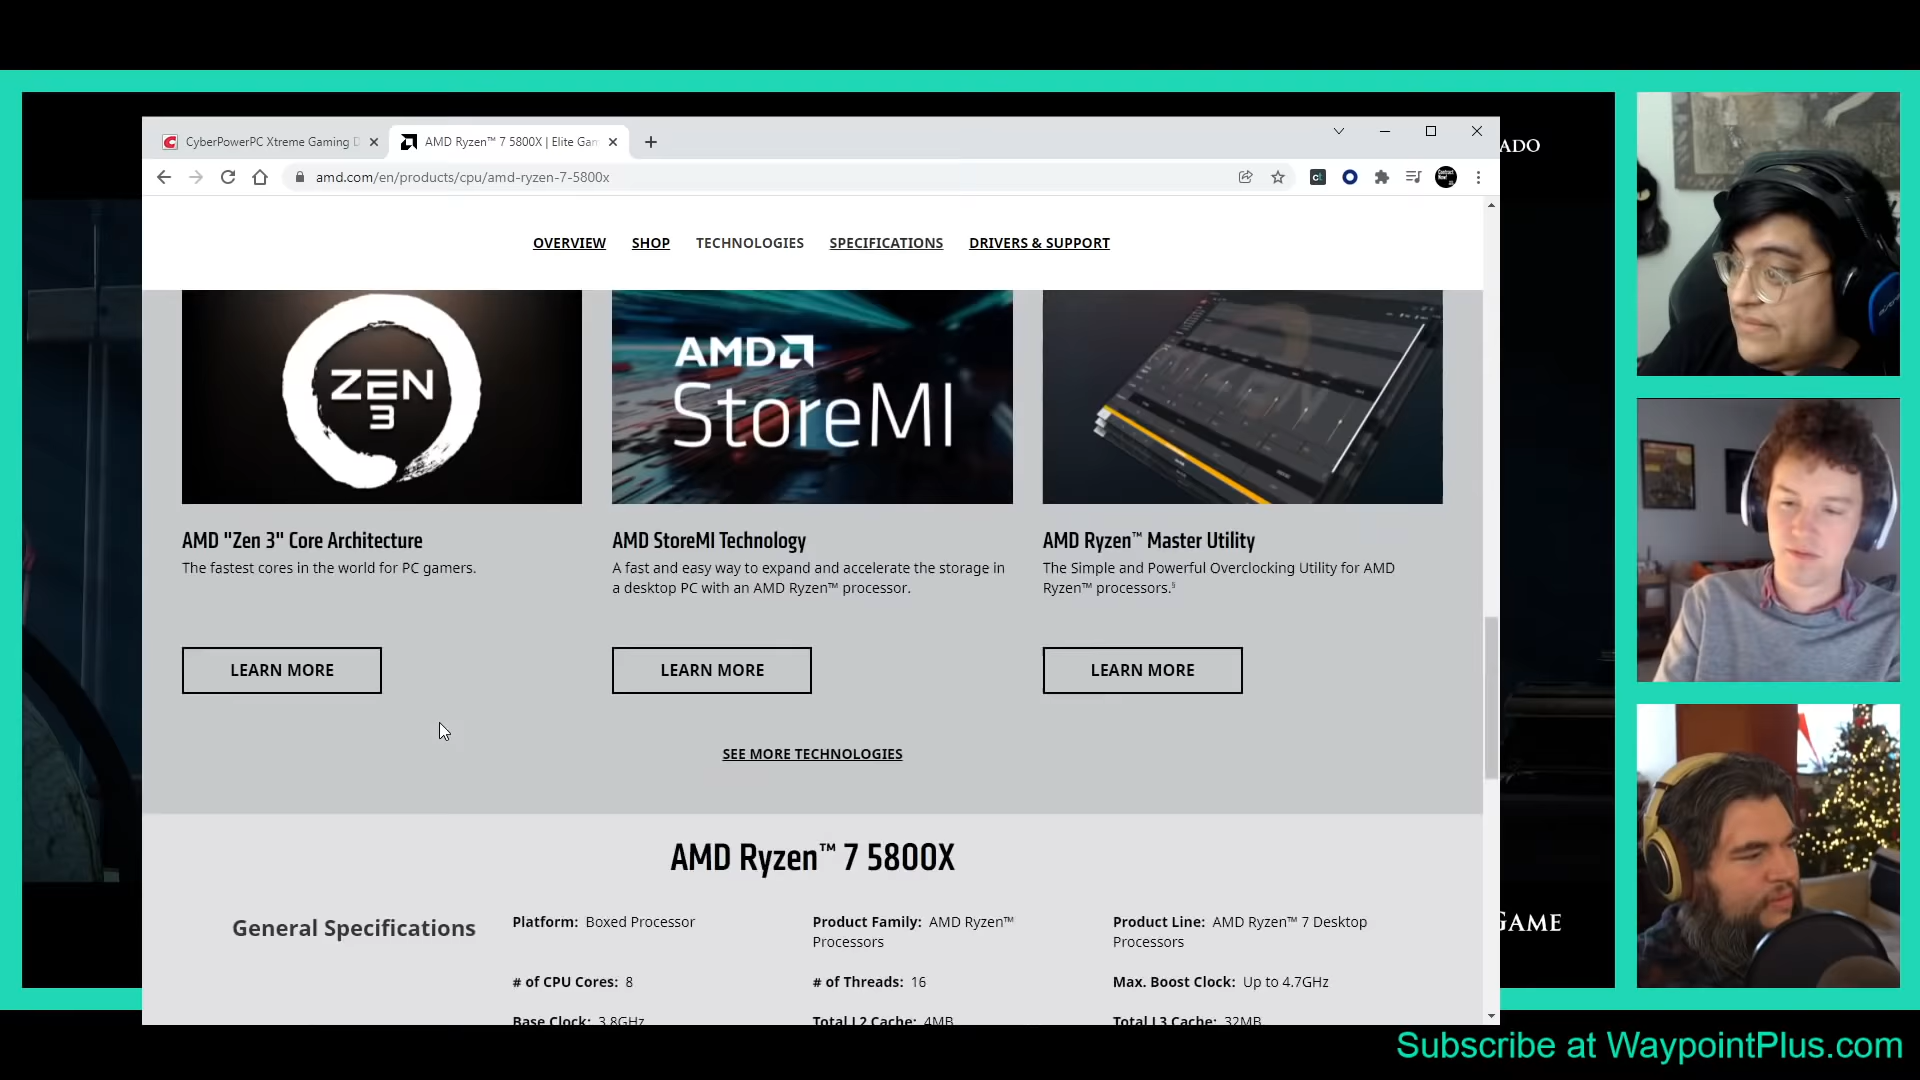 CyberPowerPC Xtreme Gaming D
AMD Ryzen™ 7 5800X | Elite Gam
ADO
amd.com/en/products/cpu/amd-ryzen-7-5800x
OVERVIEW SHOP TECHNOLOGIES SPECIFICATIONS DRIVERS & SUPPORT
ZEN
3
AMD
StoreMI
AMD "Zen 3" Core Architecture
The fastest cores in the world for PC gamers.
LEARN MORE
AMD StoreMI Technology
A fast and easy way to expand and accelerate the storage in
a desktop PC with an AMD Ryzen™ processor.
LEARN MORE
AMD Ryzen™ Master Utility
The Simple and Powerful Overclocking Utility for AMD
Ryzen™ processors.§
LEARN MORE
SEE MORE TECHNOLOGIES
AMD Ryzen™ 7 5800X
General Specifications
Platform: Boxed Processor
Product Family: AMD Ryzen™
Processors
Product Line: AMD Ryzen™ 7 Desktop
Processors
# of CPU Cores: 8
# of Threads: 16
Max. Boost Clock: Up to 4.7GHz
Base Clock: 3.8GHz
Total L2 Cache: 4MB
Total L3 Cache: 32MB
GAME
Subscribe at WaypointPlus.com